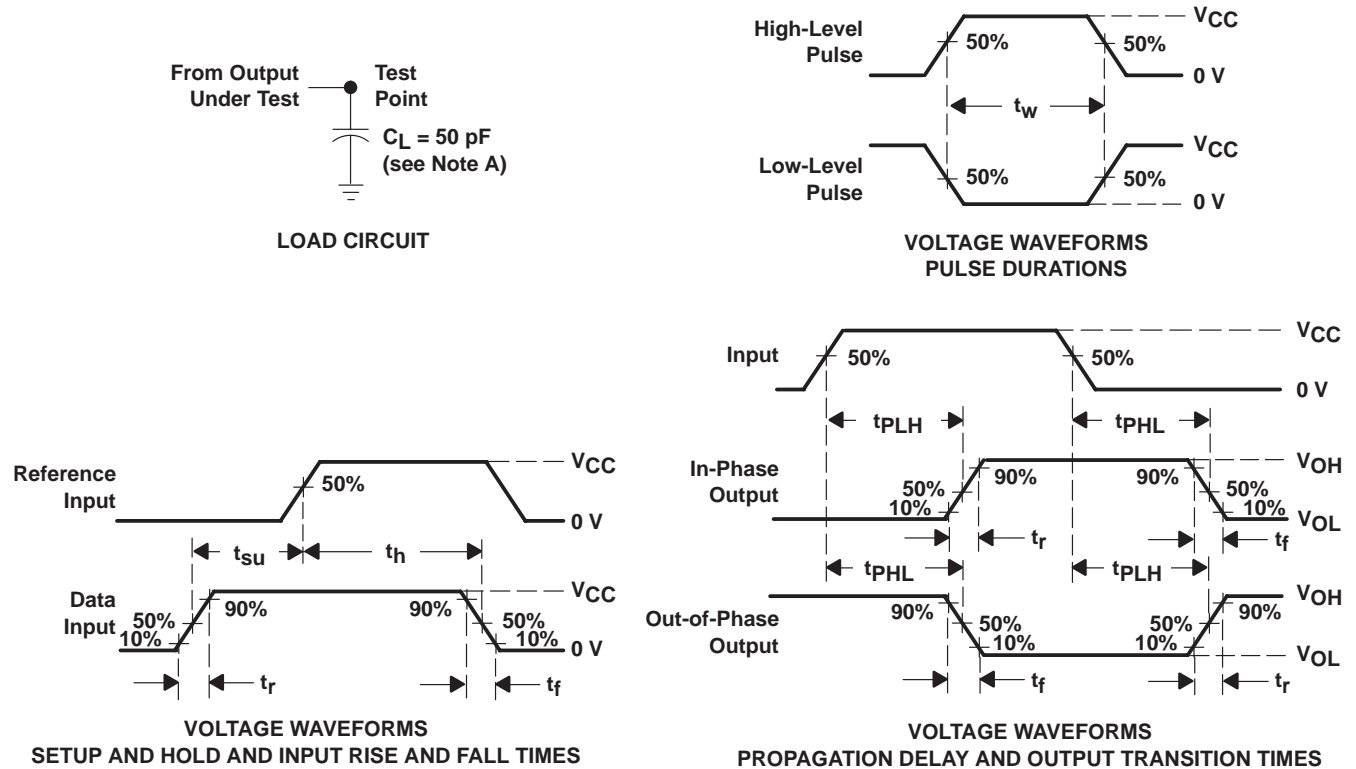 From Output
Under Test
Test
Point
CL = 50 pF
(see Note A)
LOAD CIRCUIT
High-Level
Pulse
50%
50%
VCC
0 V
tw
Low-Level
Pulse
50%
50%
VCC
0 V
VOLTAGE WAVEFORMS
PULSE DURATIONS
Reference
Input
50%
VCC
0 V
tsu
th
Data
Input
50%
10%
90%
90%
50%
10%
VCC
0 V
tr
tf
VOLTAGE WAVEFORMS
SETUP AND HOLD AND INPUT RISE AND FALL TIMES
Input
50%
50%
VCC
0 V
tPLH
tPHL
In-Phase
Output
50%
10%
90%
90%
50%
10%
VOH
VOL
tr
tf
tPHL
tPLH
Out-of-Phase
Output
90%
50%
10%
50%
10%
90%
VOH
VOL
tf
tr
VOLTAGE WAVEFORMS
PROPAGATION DELAY AND OUTPUT TRANSITION TIMES